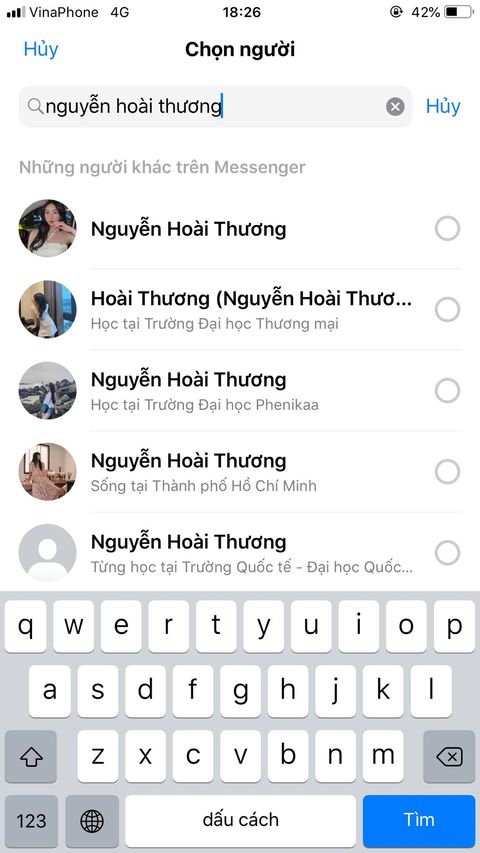 VinaPhone 4G 18:26 42%
Hủy Chọn người
nguyễn hoài thương Hủy
Những người khác trên Messenger
Nguyễn Hoài Thương
Hoài Thương (Nguyễn Hoài Thươ...
Học tại Trường Đại học Thương mại
Nguyễn Hoài Thương
Học tại Trường Đại học Phenikaa
Nguyễn Hoài Thương
Sống tại Thành phố Hồ Chí Minh
Nguyễn Hoài Thương
Từng học tại Trường Quốc tế - Đại học Quốc...
q w e r t y u i o p
a s d f g h j k l
z x c v b n m
123 dấu cách Tìm